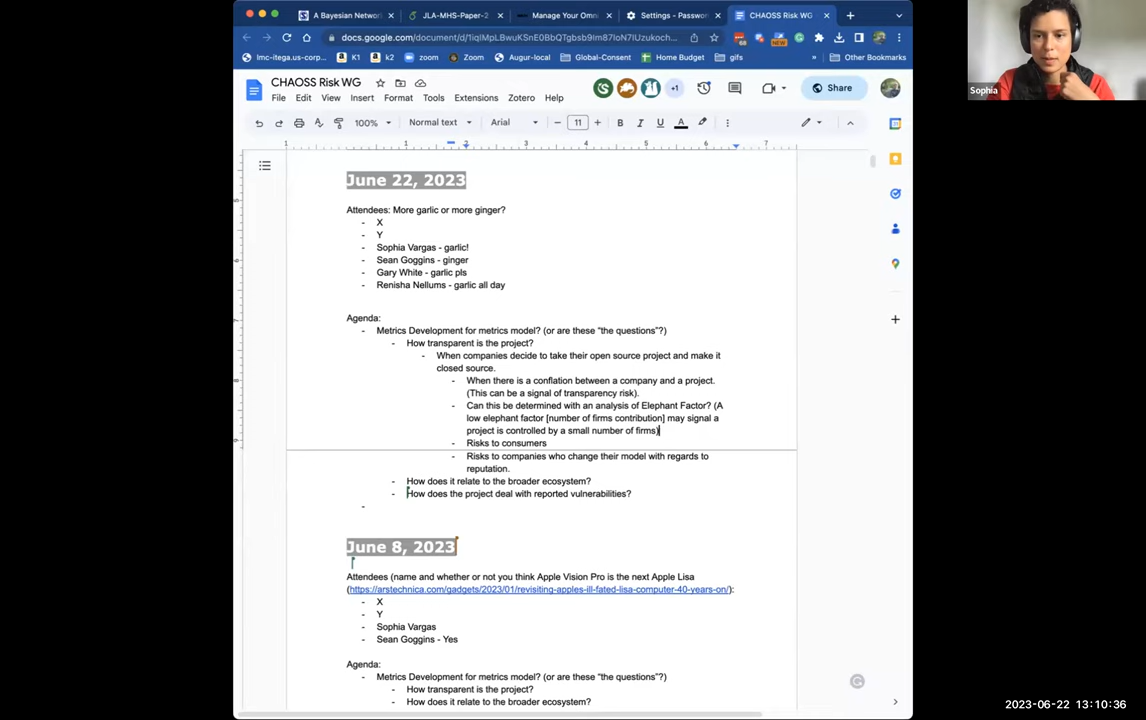 A Bayesian Networ
JLA-MHS-Paper-2
Manage Your Omni
Settings - Passwor
CHAOSS Risk WG
docs.google.com/document/d/
lmc-itega.us-corp...
K1
k2
zoom
Zoom
Augur-local
Global-Consent
Home Budget
gifs
»
Other Bookmarks
NEW
CHAOSS Risk WG
File Edit View Insert Format Tools Extensions Zotero Help
+1
Share
100% Normal text Arial 11 B I U A
1 1 2 3 4 5 6 7
June 22, 2023
Attendees: More garlic or more ginger?
- X
- Y
- Sophia Vargas - garlic!
- Sean Goggins - ginger
- Gary White - garlic pls
- Renisha Nellums - garlic all day
Agenda:
- Metrics Development for metrics model? (or are these “the questions”?)
- How transparent is the project?
- When companies decide to take their open source project and make it
closed source.
- When there is a conflation between a company and a project.
(This can be a signal of transparency risk).
- Can this be determined with an analysis of Elephant Factor? (A
low elephant factor [number of firms contribution] may signal a
project is controlled by a small number of firms)
- Risks to consumers
- Risks to companies who change their model with regards to
reputation.
- How does it relate to the broader ecosystem?
- How does the project deal with reported vulnerabilities?
-
June 8, 2023
Attendees (name and whether or not you think Apple Vision Pro is the next Apple Lisa
(https://arstechnica.com/gadgets/2023/01/revisiting-apples-ill-fated-lisa-computer-40-years-on/):
- X
- Y
- Sophia Vargas
- Sean Goggins - Yes
Agenda:
- Metrics Development for metrics model? (or are these “the questions”?)
- How transparent is the project?
- How does it relate to the broader ecosystem?
Sophia
2023-06-22 13:10:36